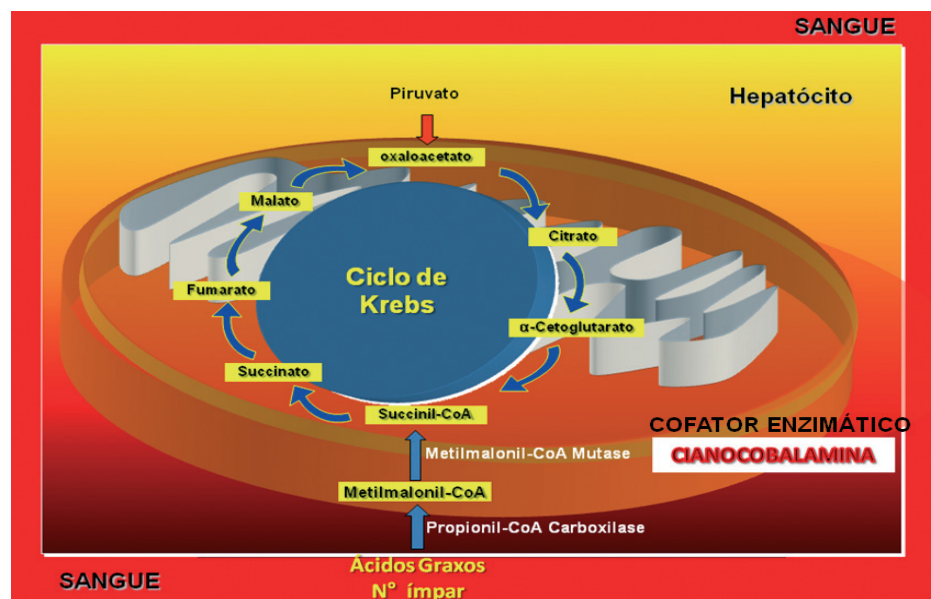 SANGUE
Hepatócito
Piruvato
oxaloacetato
Malato
Citrato
Ciclo de
Krebs
Fumarato
α-Cetoglutarato
Succinato
Succinil-CoA
COFATOR ENZIMÁTICO
CIANOCOBALAMINA
Metilmalonil-CoA Mutase
Metilmalonil-CoA
Propionil-CoA Carboxilase
Ácidos Graxos
N° ímpar
SANGUE